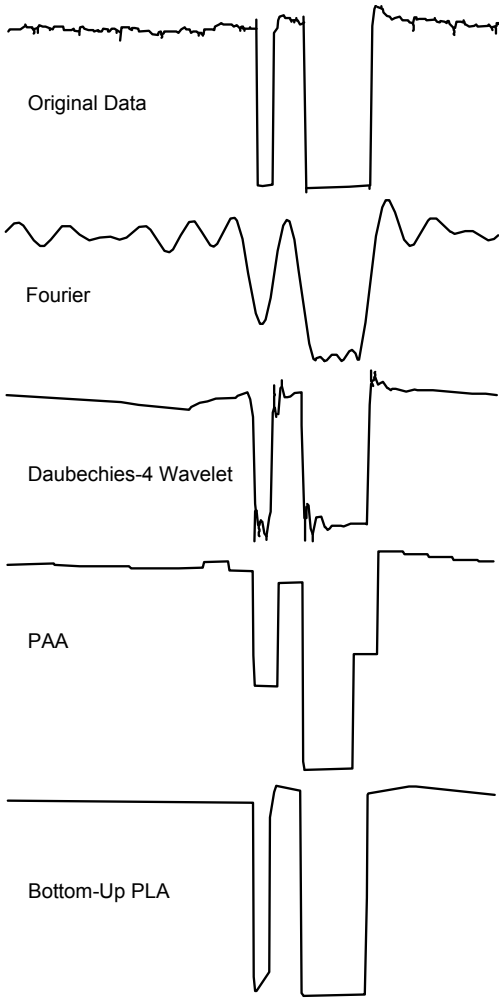 Original Data
Fourier
Daubechies-4 Wavelet
PAA
Bottom-Up PLA